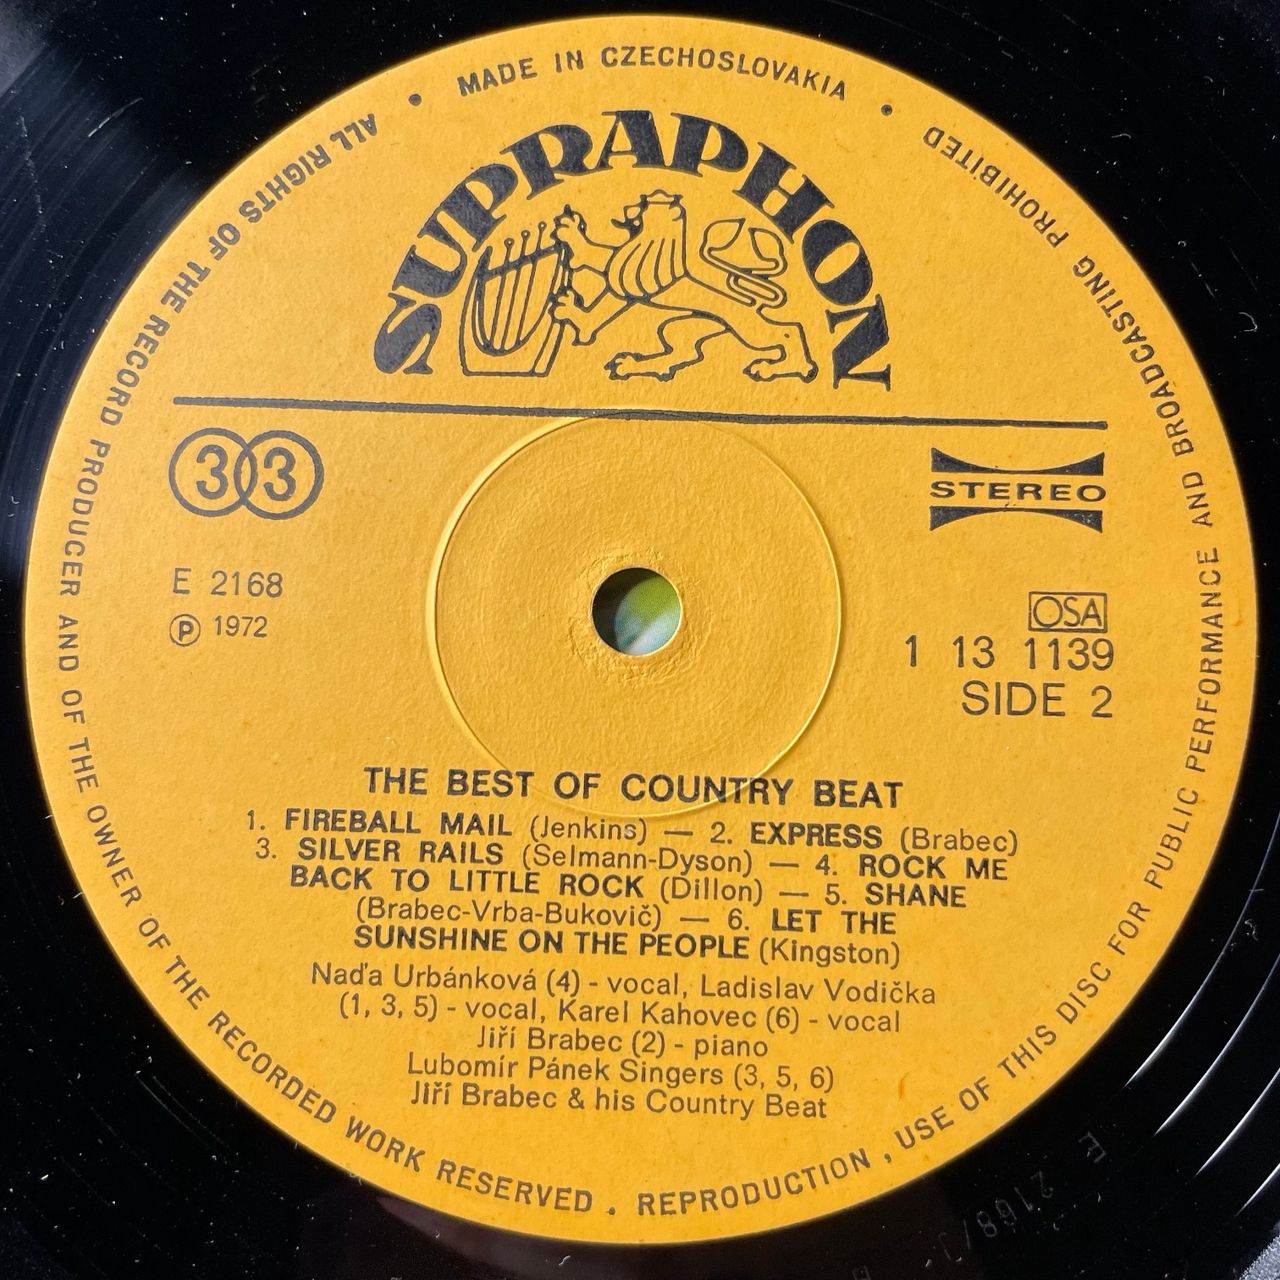 MADE IN CZECHOSLOVAKIA
ALL RIGHTS OF THE RECORD PRODUCER AND OF THE OWNER OF THE RECORDED WORK RESERVED . REPRODUCTION , USE OF THIS DISC FOR PUBLIC PERFORMANCE AND BROADCASTING PROHIBITED
SUPRAPHON
33
STEREO
E 2168
Ⓟ 1972
OSA
1 13 1139
SIDE 2
THE BEST OF COUNTRY BEAT
1. FIREBALL MAIL (Jenkins) — 2. EXPRESS (Brabec)
3. SILVER RAILS (Selmann-Dyson) — 4. ROCK ME
BACK TO LITTLE ROCK (Dillon) — 5. SHANE
(Brabec-Vrba-Bukovič) — 6. LET THE
SUNSHINE ON THE PEOPLE (Kingston)
Naďa Urbánková (4) - vocal, Ladislav Vodička
(1, 3, 5) - vocal, Karel Kahovec (6) - vocal
Jiří Brabec (2) - piano
Lubomír Pánek Singers (3, 5, 6)
Jiří Brabec & his Country Beat